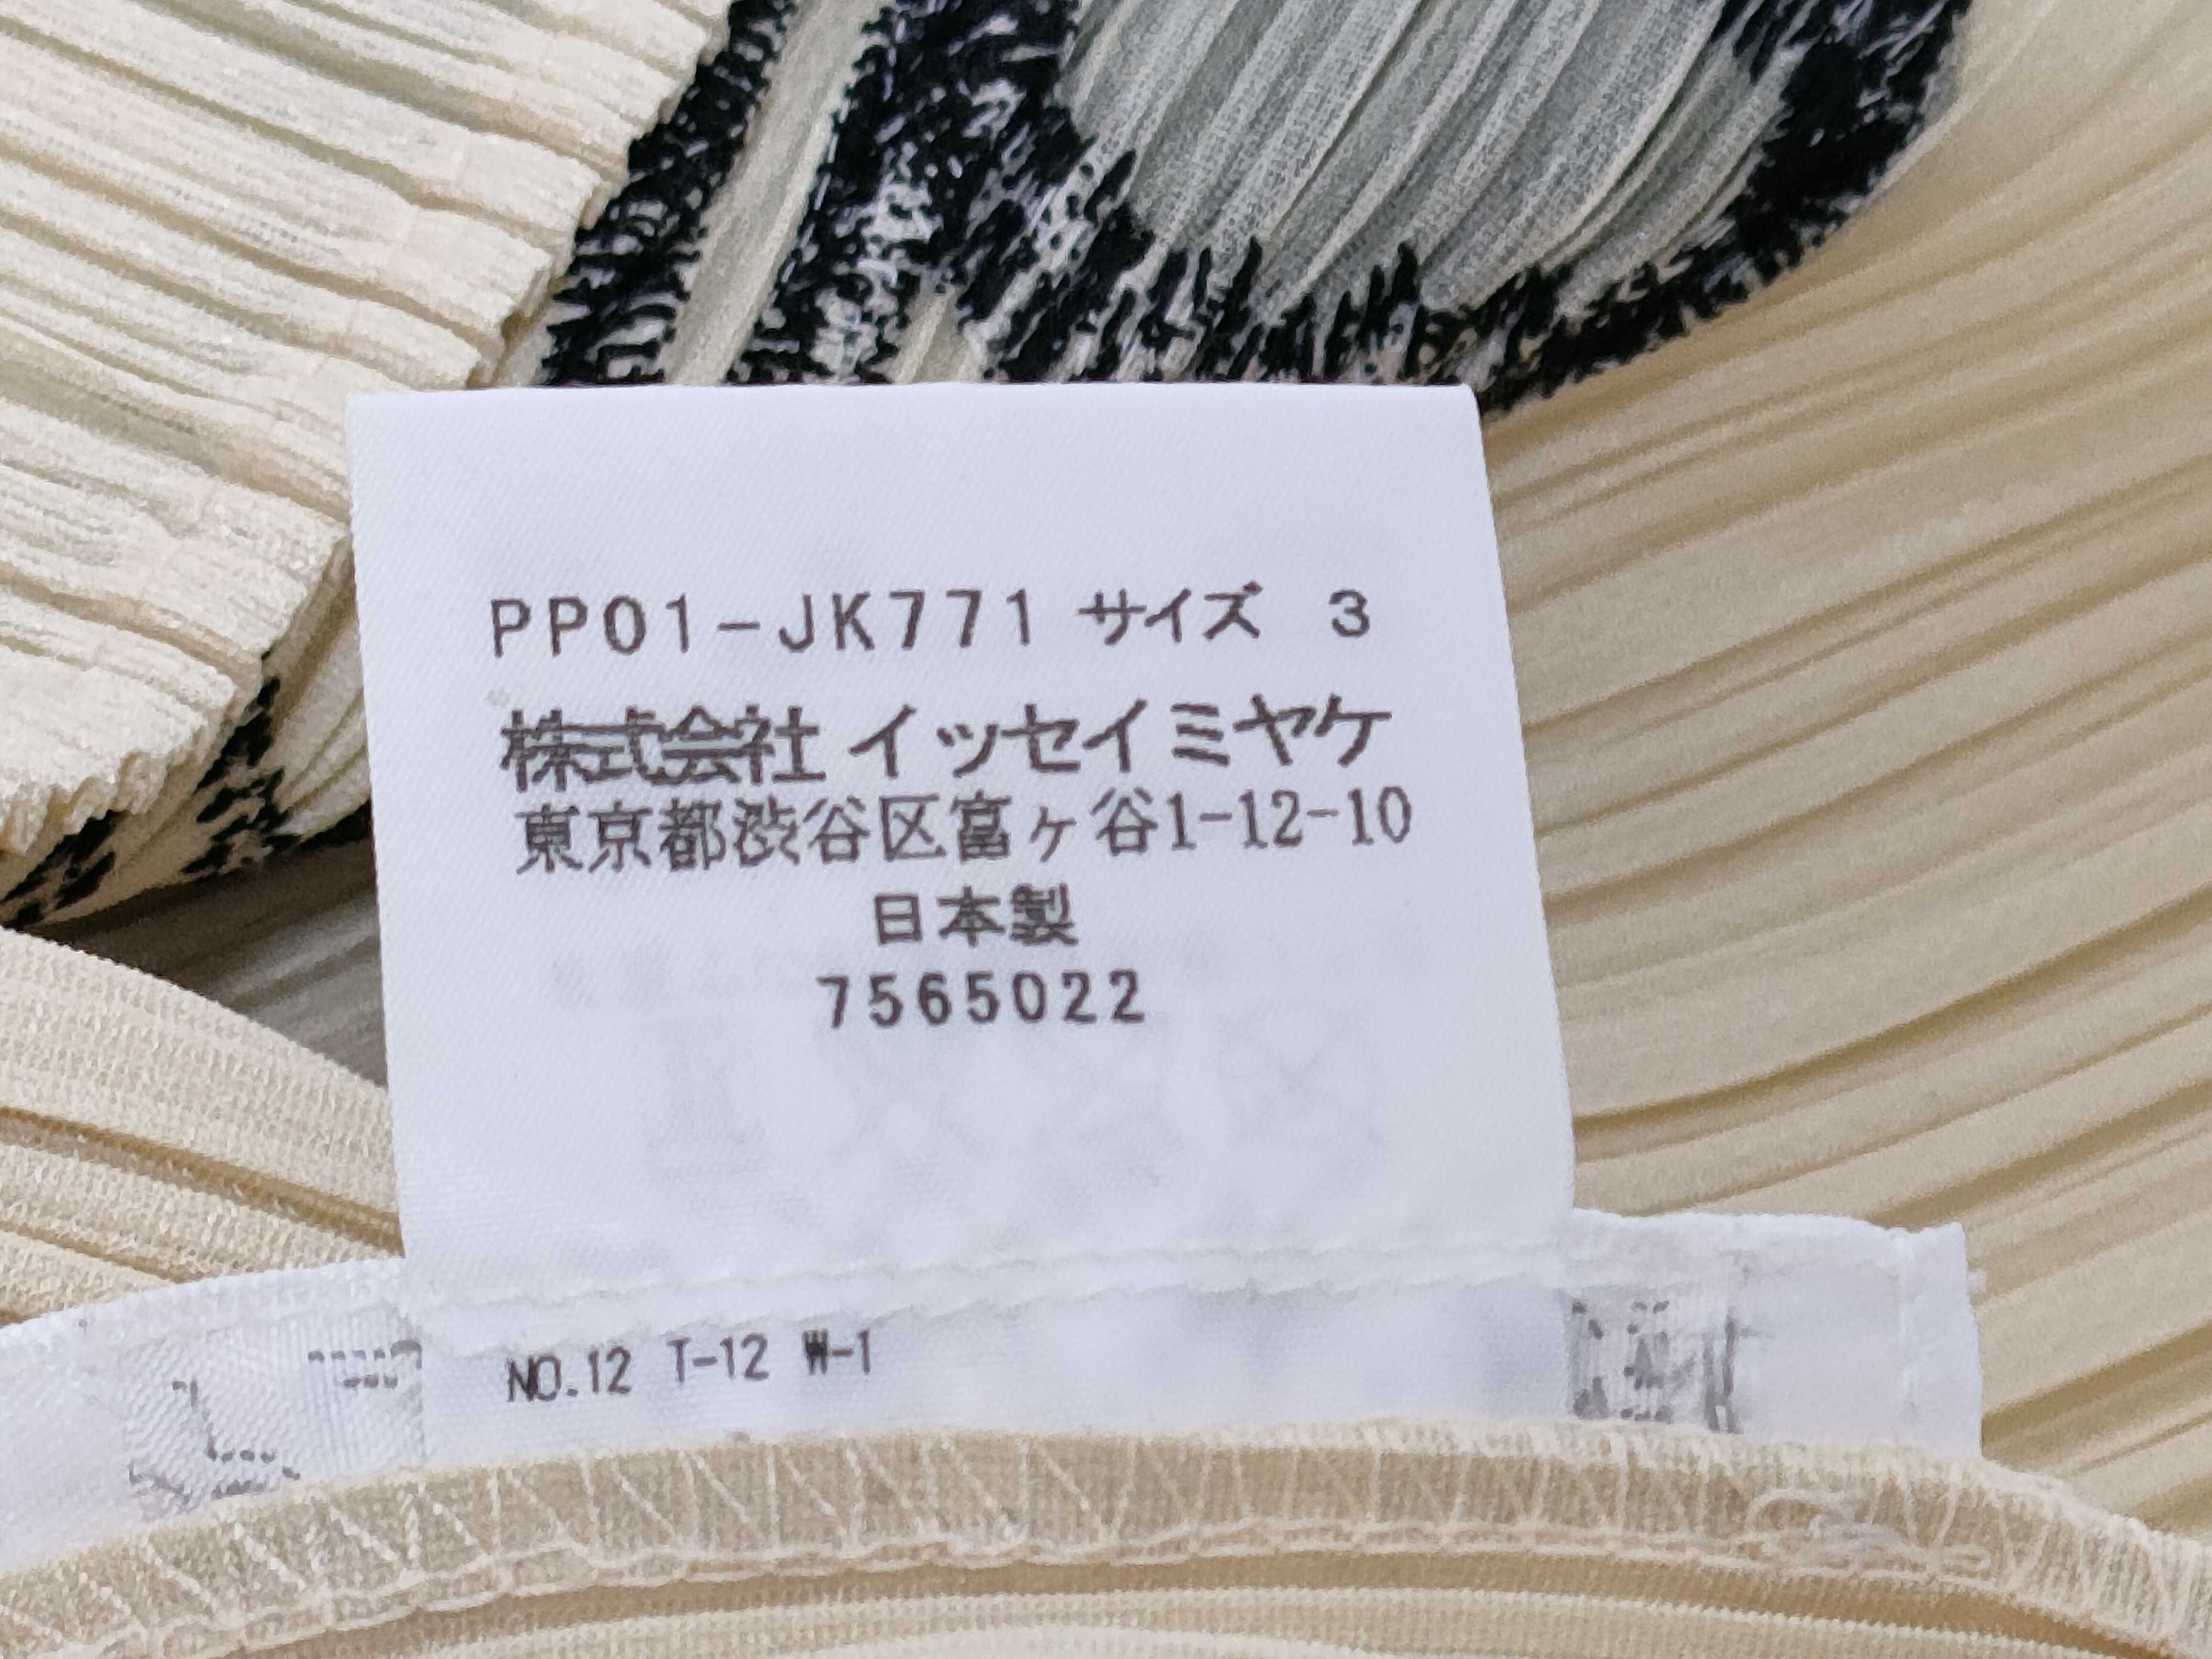 PP01-JK771 サイズ 3
株式会社 イッセイミヤケ
東京都渋谷区富ヶ谷1-12-10
日本製
7565022
NO.12 T-12 W-1